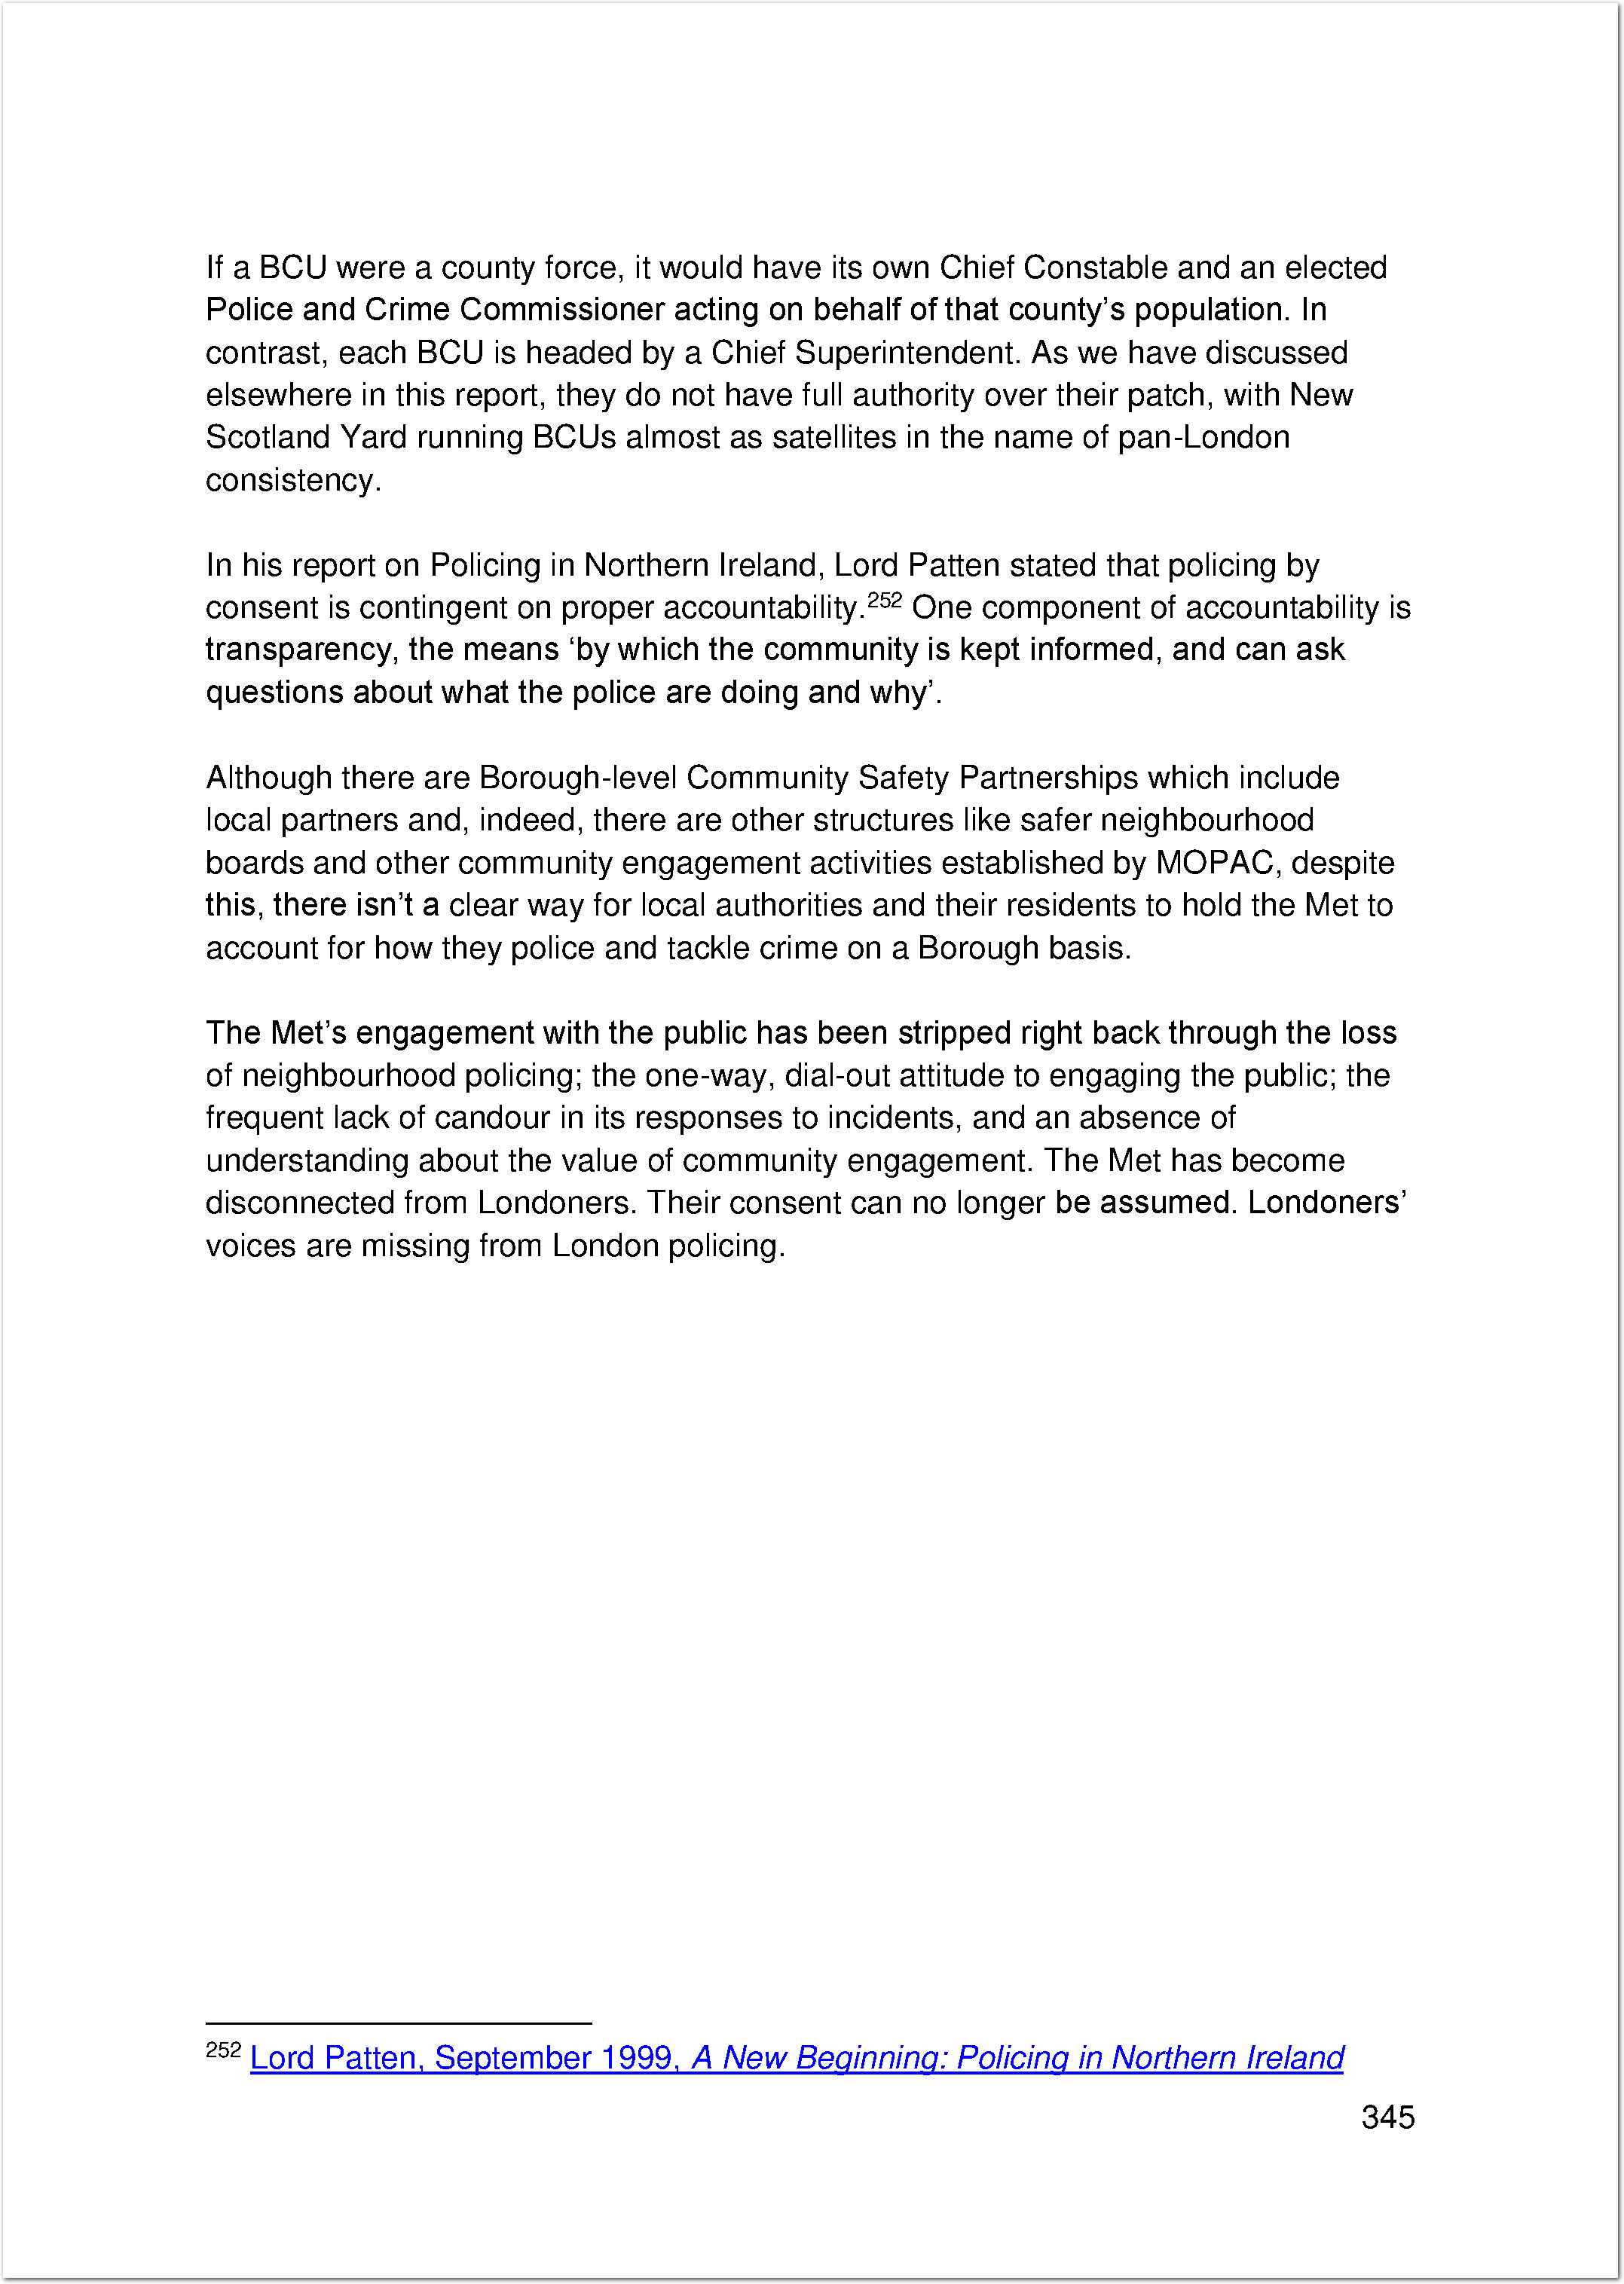 If a BCU were a county force, it would have its own Chief Constable and an elected
Police and Crime Commissioner acting on behalf of that county’s population. In
contrast, each BCU is headed by a Chief Superintendent. As we have discussed
elsewhere in this report, they do not have full authority over their patch, with New
Scotland Yard running BCUs almost as satellites in the name of pan-London
consistency.
In his report on Policing in Northern Ireland, Lord Patten stated that policing by
consent is contingent on proper accountability.252 One component of accountability is
transparency, the means ‘by which the community is kept informed, and can ask
questions about what the police are doing and why’.
Although there are Borough-level Community Safety Partnerships which include
local partners and, indeed, there are other structures like safer neighbourhood
boards and other community engagement activities established by MOPAC, despite
this, there isn’t a clear way for local authorities and their residents to hold the Met to
account for how they police and tackle crime on a Borough basis.
The Met’s engagement with the public has been stripped right back through the loss
of neighbourhood policing; the one-way, dial-out attitude to engaging the public; the
frequent lack of candour in its responses to incidents, and an absence of
understanding about the value of community engagement. The Met has become
disconnected from Londoners. Their consent can no longer be assumed. Londoners’
voices are missing from London policing.
252 Lord Patten, September 1999, A New Beginning: Policing in Northern Ireland
345